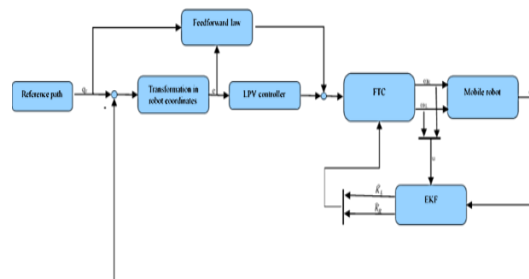 Feedforward law
Reference path
Transformation in
robot coordinates
LPV controller
FTC
Mobile robot
EKF